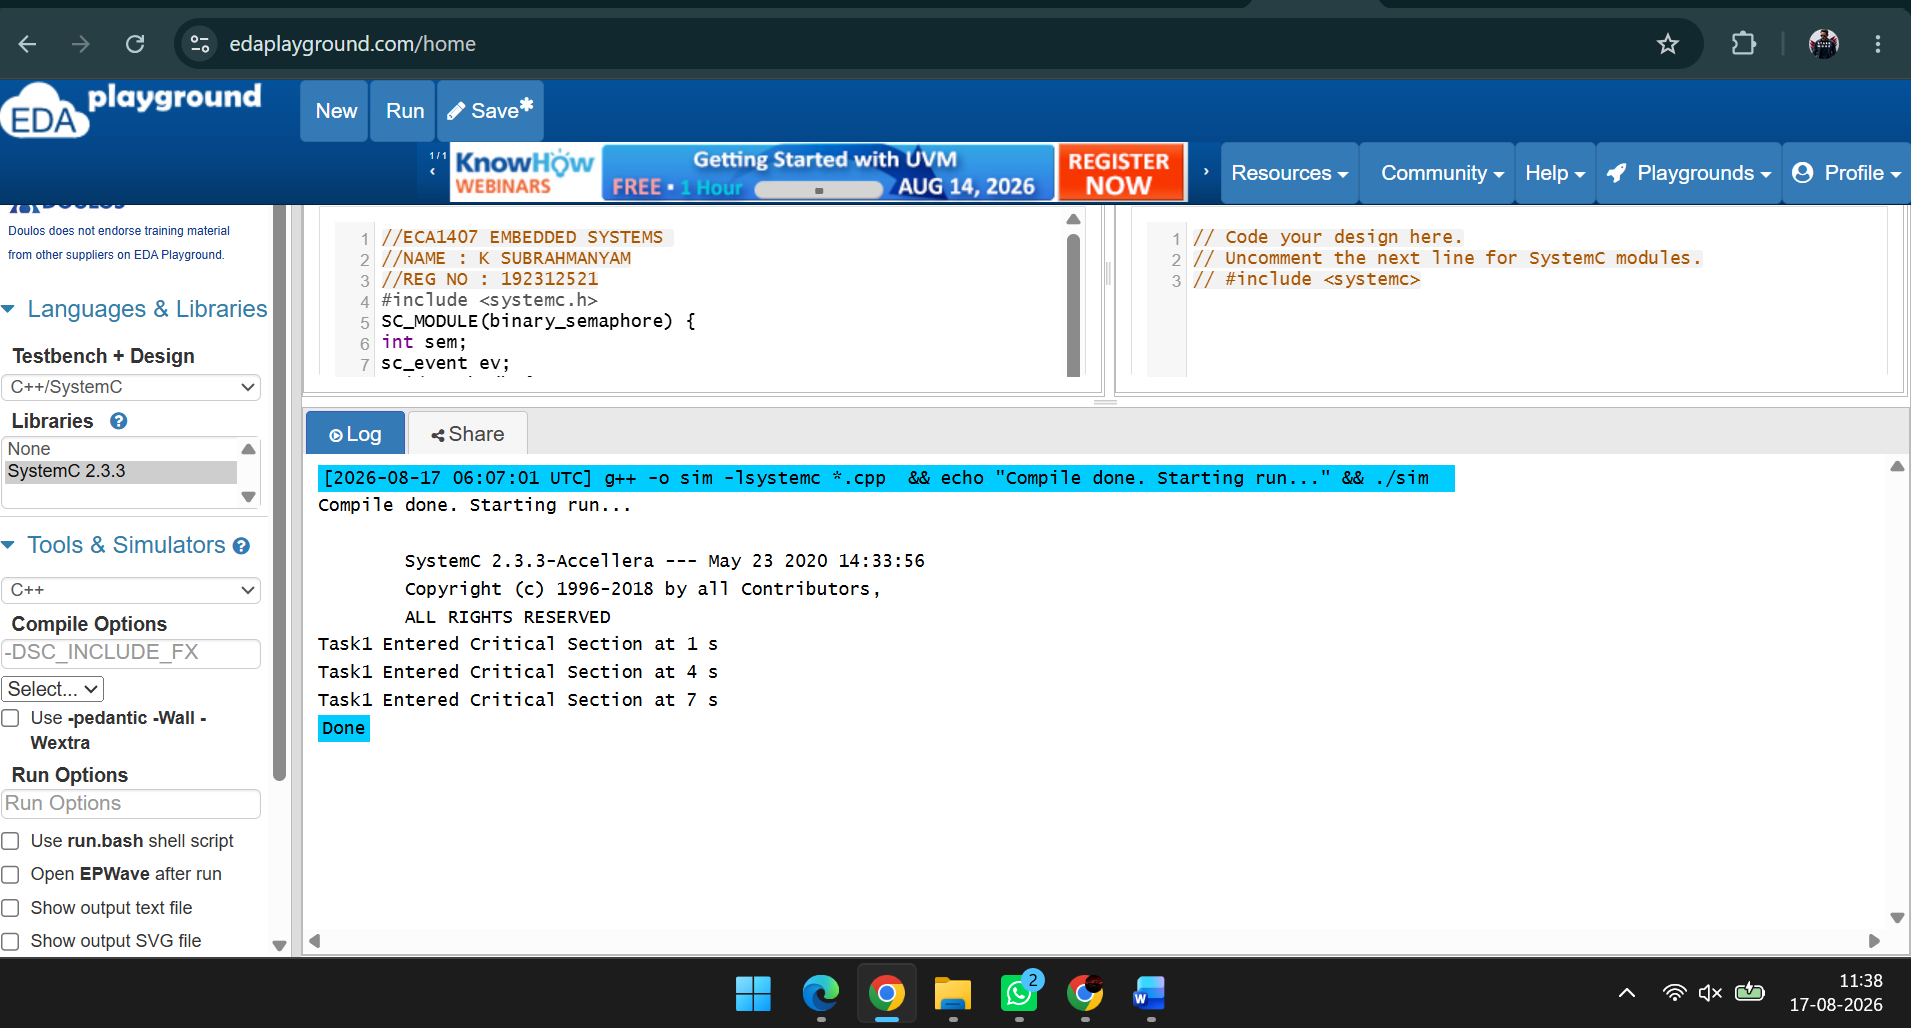 edaplayground.com/home
EDA playground
New
Run
Save*
1/1
‹
KnowHow
WEBINARS
Getting Started with UVM
FREE • 1 Hour
AUG 14, 2026
REGISTER
NOW
›
Resources
Community
Help
Playgrounds
Profile
DOULOS
Doulos does not endorse training material
from other suppliers on EDA Playground.
Languages & Libraries
Testbench + Design
C++/SystemC
Libraries ?
None
SystemC 2.3.3
Tools & Simulators ?
C++
Compile Options
-DSC_INCLUDE_FX
Select...
Use -pedantic -Wall -
Wextra
Run Options
Run Options
Use run.bash shell script
Open EPWave after run
Show output text file
Show output SVG file
1 //ECA1407 EMBEDDED SYSTEMS
2 //NAME : K SUBRAHMANYAM
3 //REG NO : 192312521
4 #include <systemc.h>
5 SC_MODULE(binary_semaphore) {
6 int sem;
7 sc_event ev;
1 // Code your design here.
2 // Uncomment the next line for SystemC modules.
3 // #include <systemc>
Log
Share
[2026-08-17 06:07:01 UTC] g++ -o sim -lsystemc *.cpp  && echo "Compile done. Starting run..." && ./sim
Compile done. Starting run...
SystemC 2.3.3-Accellera --- May 23 2020 14:33:56
Copyright (c) 1996-2018 by all Contributors,
ALL RIGHTS RESERVED
Task1 Entered Critical Section at 1 s
Task1 Entered Critical Section at 4 s
Task1 Entered Critical Section at 7 s
Done
2
W
11:38
17-08-2026